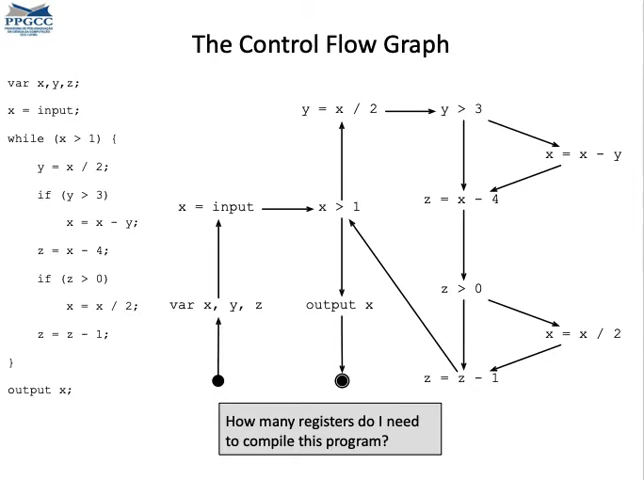 PPGCC
The Control Flow Graph
var x,y,z;
x = input;
while (x > 1) {
y = x / 2;
if (y > 3)
x = x - y;
z = x - 4;
if (z > 0)
x = x / 2;
z = z - 1;
}
output x;
y = x / 2
y > 3
x = x - y
x = input
x > 1
z = x - 4
z > 0
var x, y, z
output x
x = x / 2
z = z - 1
How many registers do I need
to compile this program?